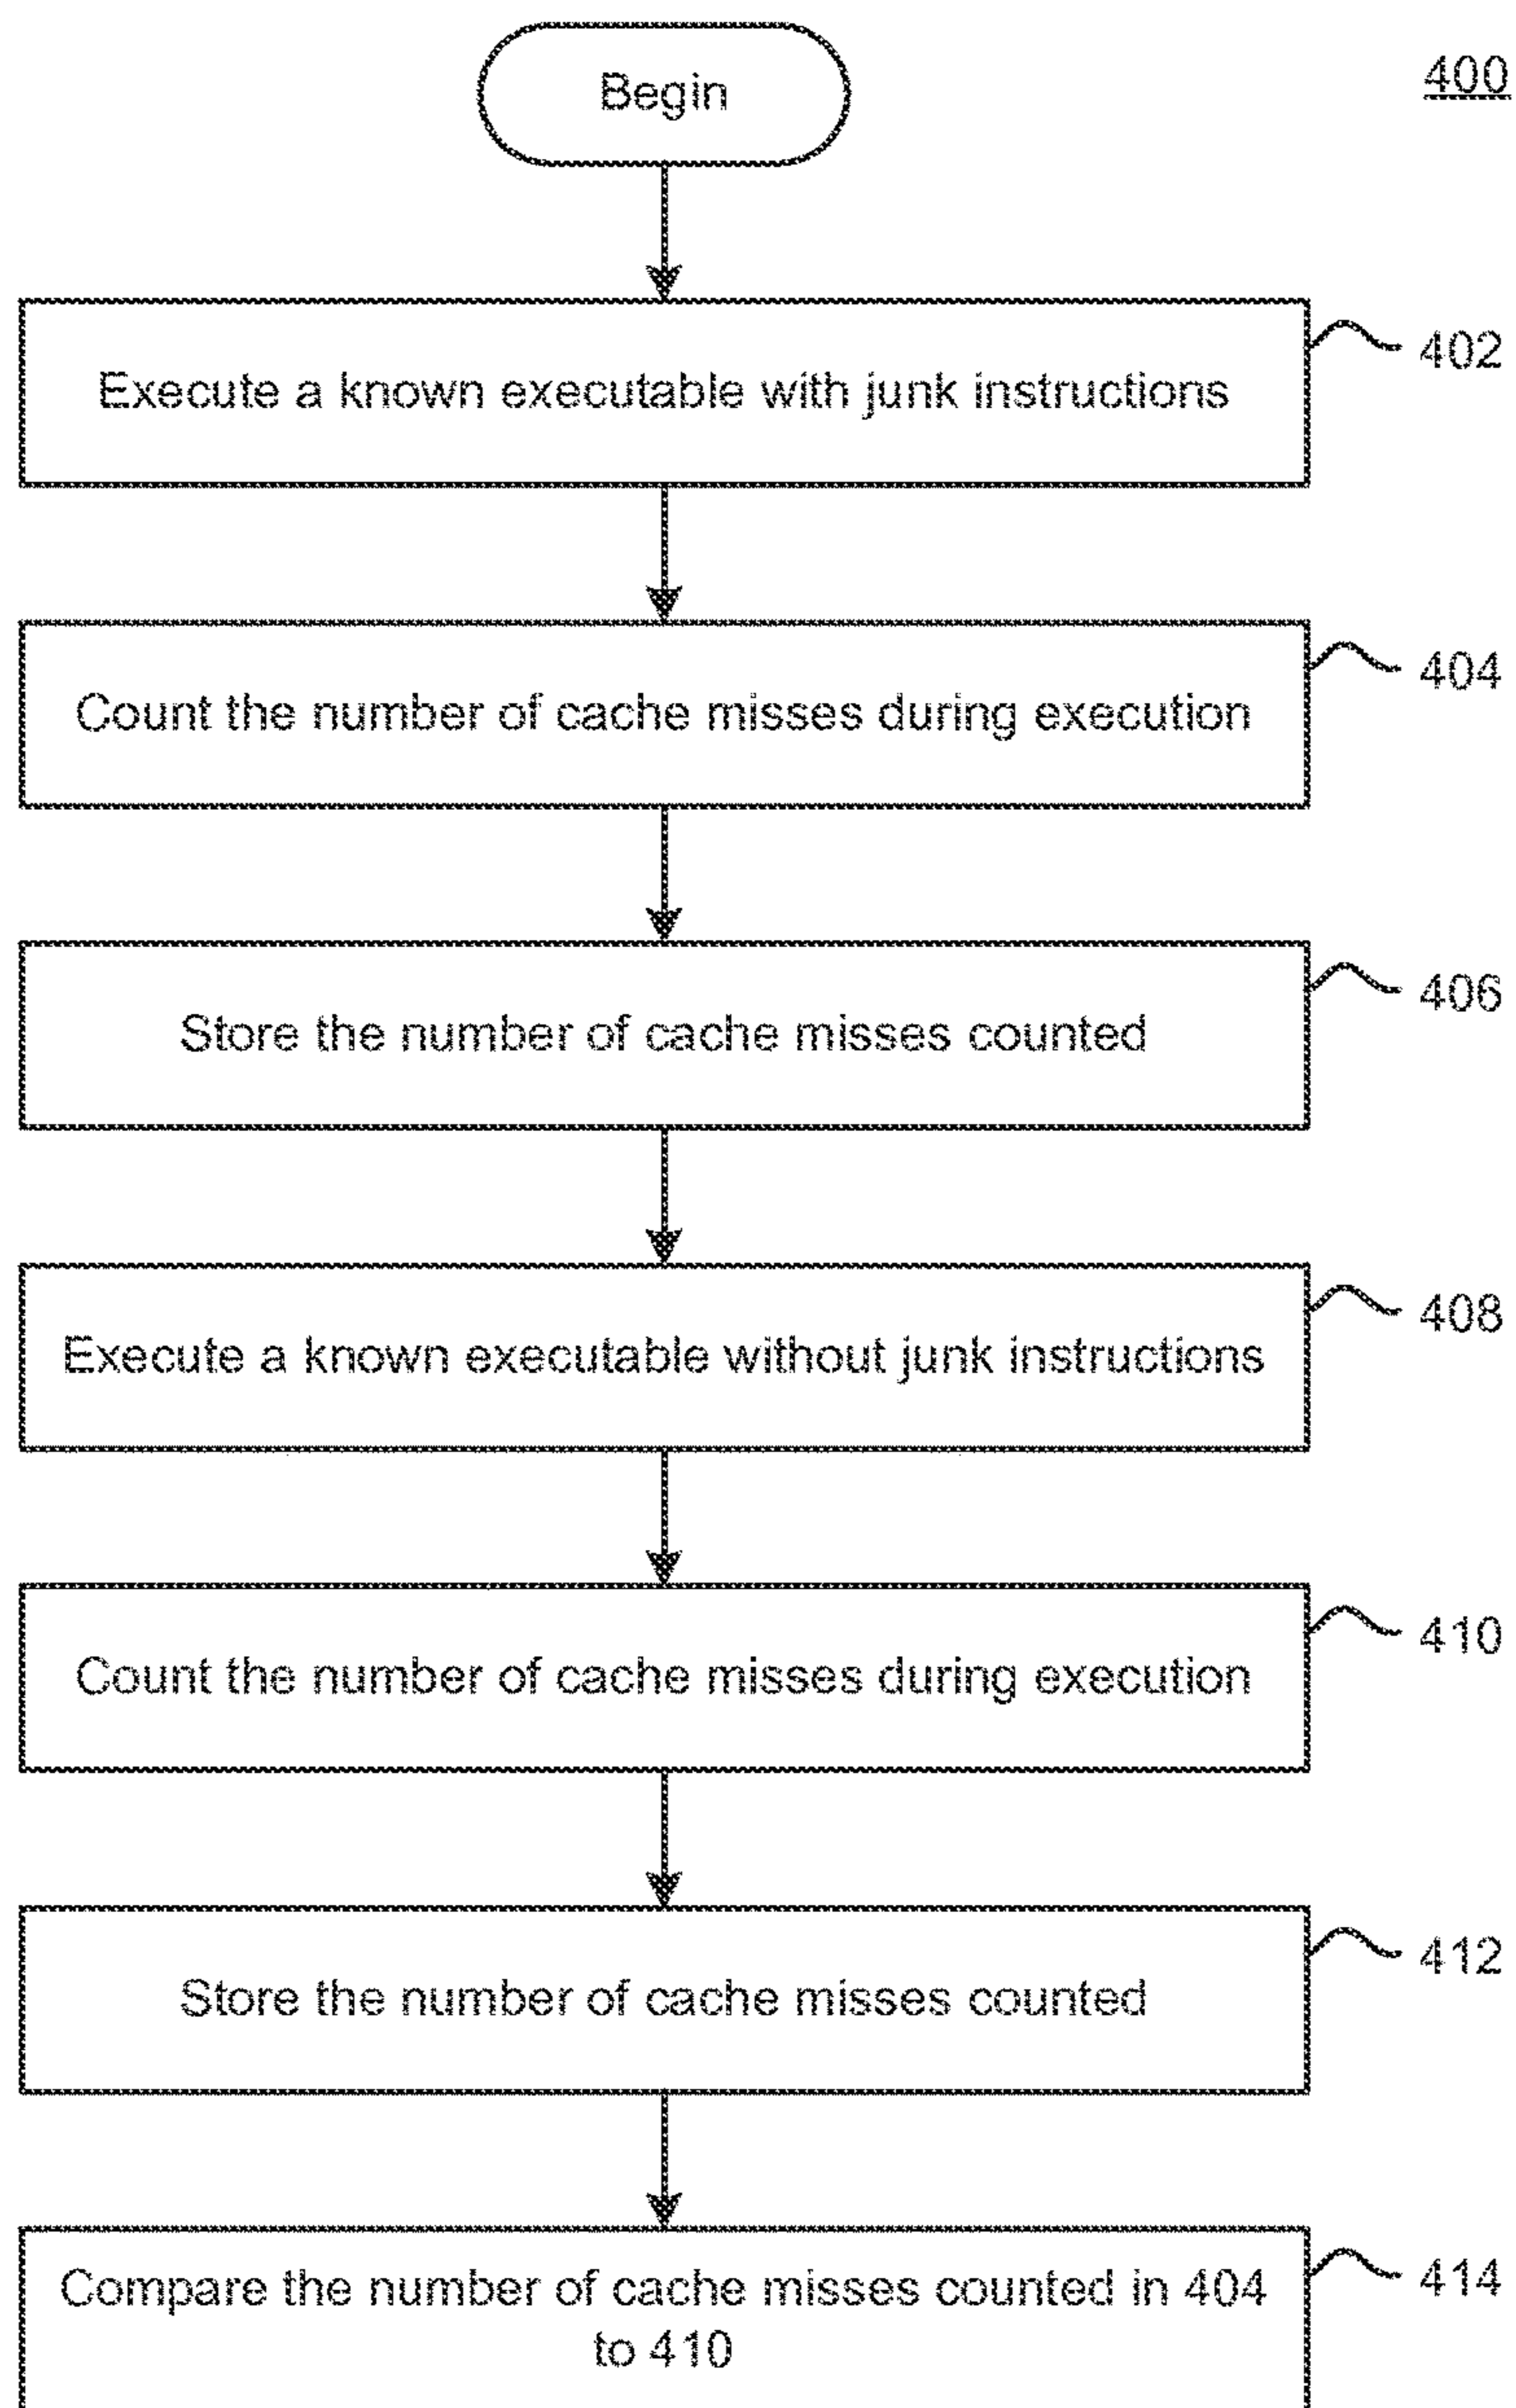 Begin
400
Execute a known executable with junk instructions
402
Count the number of cache misses during execution
404
Store the number of cache misses counted
406
Execute a known executable without junk instructions
408
Count the number of cache misses during execution
410
Store the number of cache misses counted
412
Compare the number of cache misses counted in 404
to 410
414